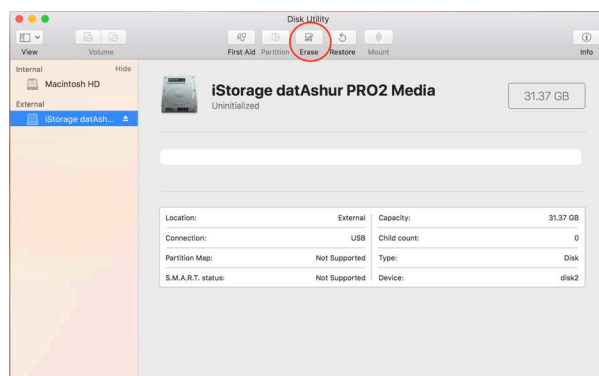 Disk Utility
View Volume First Aid Partition Erase Restore Mount Info
Internal Hide
Macintosh HD
External
iStorage datAsh...
iStorage datAshur PRO2 Media
Uninitialized
31.37 GB
Location: External Capacity: 31.37 GB
Connection: USB Child count: 0
Partition Map: Not Supported Type: Disk
S.M.A.R.T. status: Not Supported Device: disk2